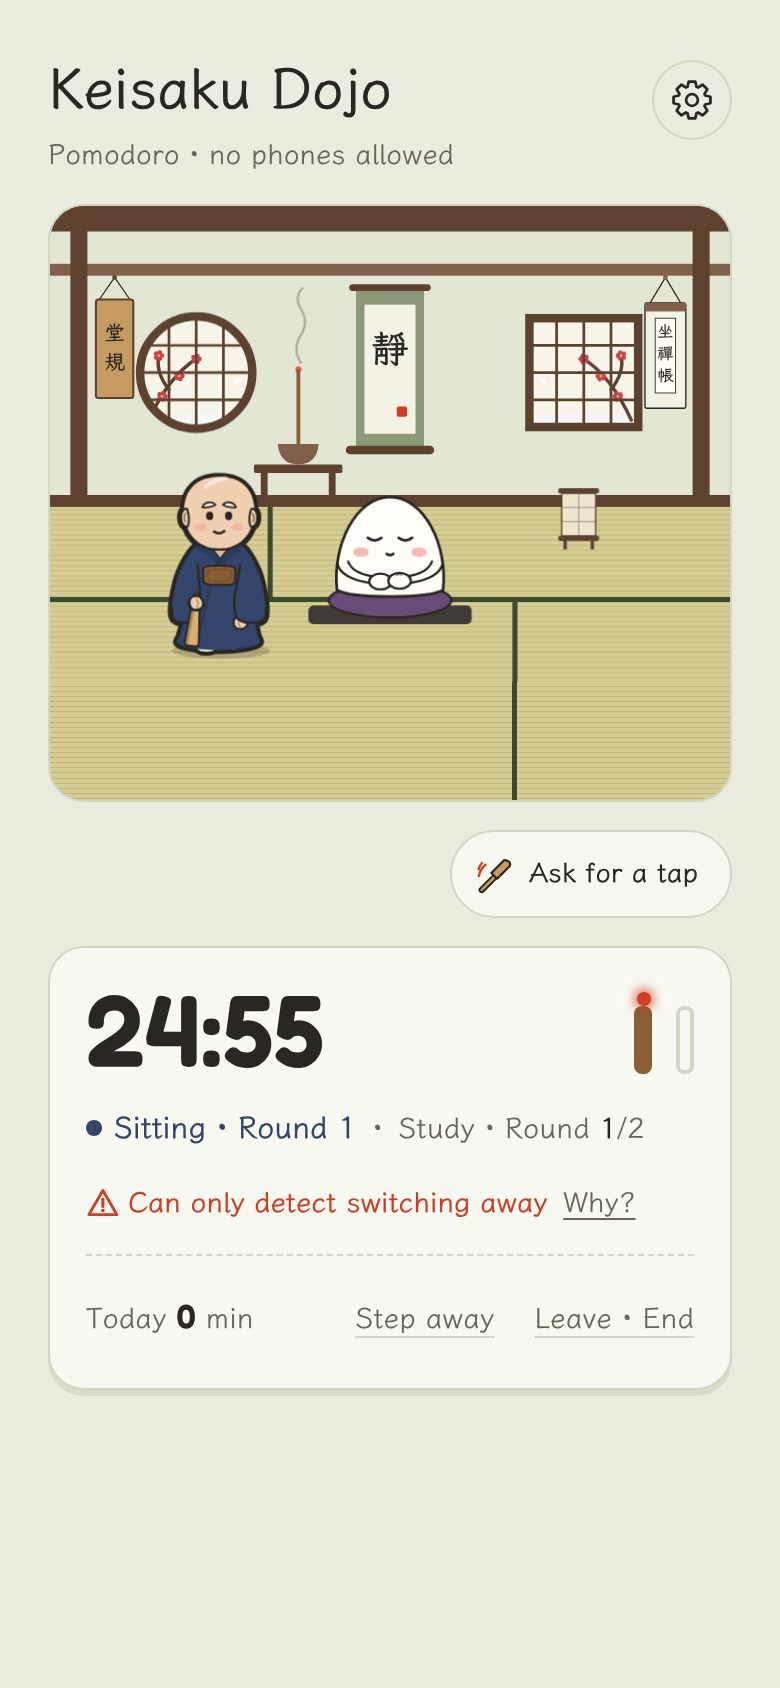 Keisaku Dojo
Pomodoro • no phones allowed
堂規
靜
坐禪帳
Ask for a tap
24:55
Sitting • Round 1 • Study • Round 1/2
Can only detect switching away Why?
Today 0 min Step away Leave • End